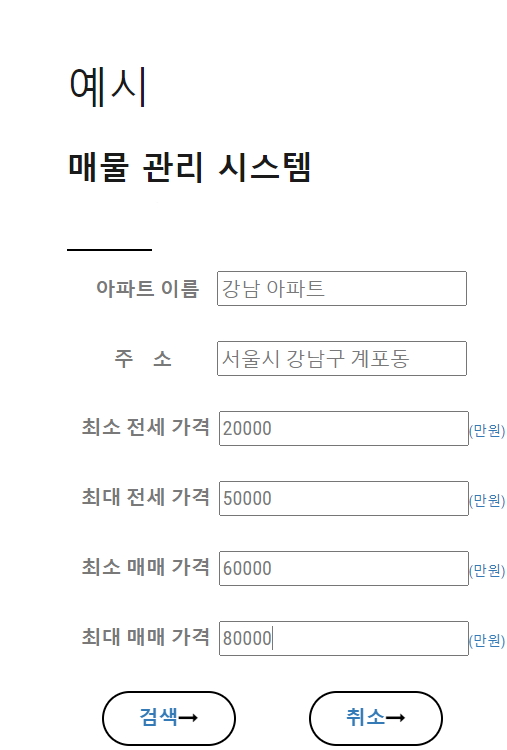 예시
매물 관리 시스템
아파트 이름 강남 아파트
주 소 서울시 강남구 계포동
최소 전세 가격 20000 (만원)
최대 전세 가격 50000 (만원)
최소 매매 가격 60000 (만원)
최대 매매 가격 80000 (만원)
검색→ 취소→